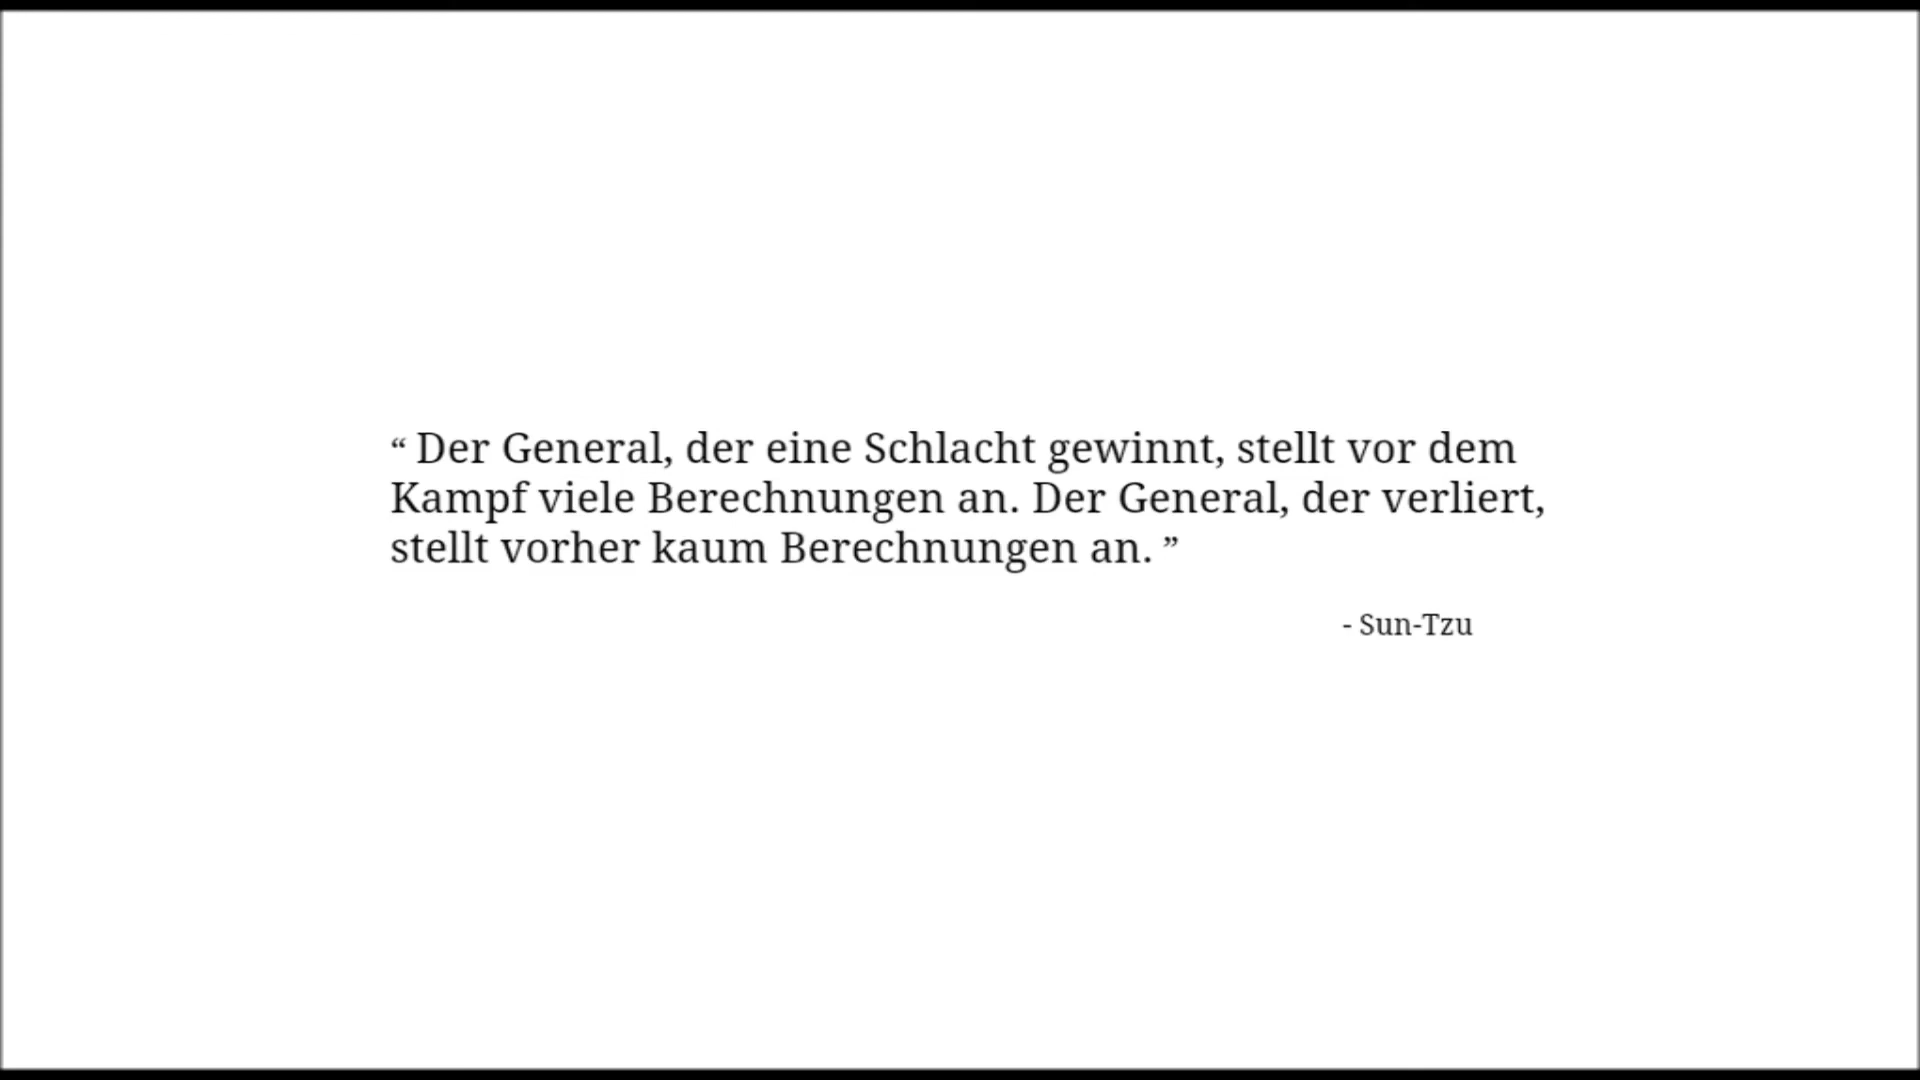 “ Der General, der eine Schlacht gewinnt, stellt vor dem
Kampf viele Berechnungen an. Der General, der verliert,
stellt vorher kaum Berechnungen an. ”
- Sun-Tzu